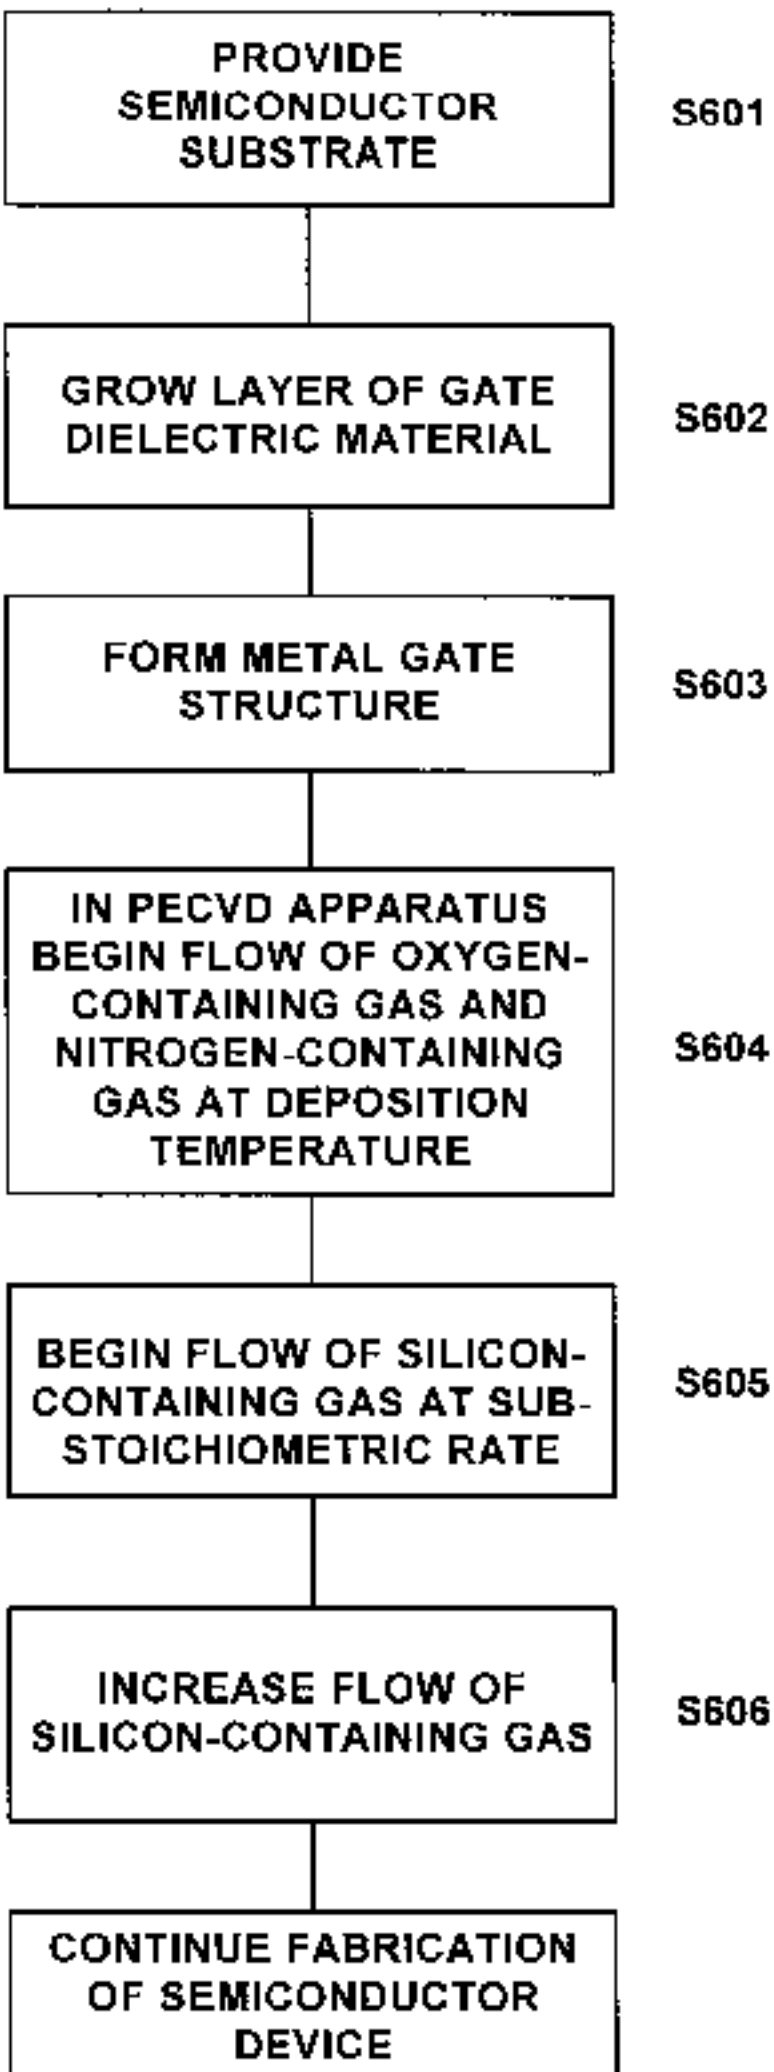 PROVIDE
SEMICONDUCTOR
SUBSTRATE
S601
GROW LAYER OF GATE
DIELECTRIC MATERIAL
S602
FORM METAL GATE
STRUCTURE
S603
IN PECVD APPARATUS
BEGIN FLOW OF OXYGEN-
CONTAINING GAS AND
NITROGEN-CONTAINING
GAS AT DEPOSITION
TEMPERATURE
S604
BEGIN FLOW OF SILICON-
CONTAINING GAS AT SUB-
STOICHIOMETRIC RATE
S605
INCREASE FLOW OF
SILICON-CONTAINING GAS
S606
CONTINUE FABRICATION
OF SEMICONDUCTOR
DEVICE